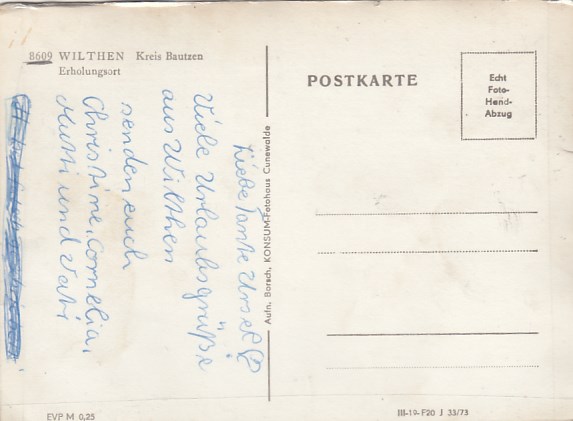 8609 WILTHEN Kreis Bautzen
Erholungsort
Liebe Tante Ursel!
Viele Urlaubsgrüße
aus Wilthen
senden euch
Christine, Cornelia,
Mutti und Vati
Aufn. Borsch, KONSUM-Fotohaus Cunewalde
POSTKARTE
Echt
Foto-
Hand-
Abzug
EVP M 0,25
III-19-F20 J 33/73